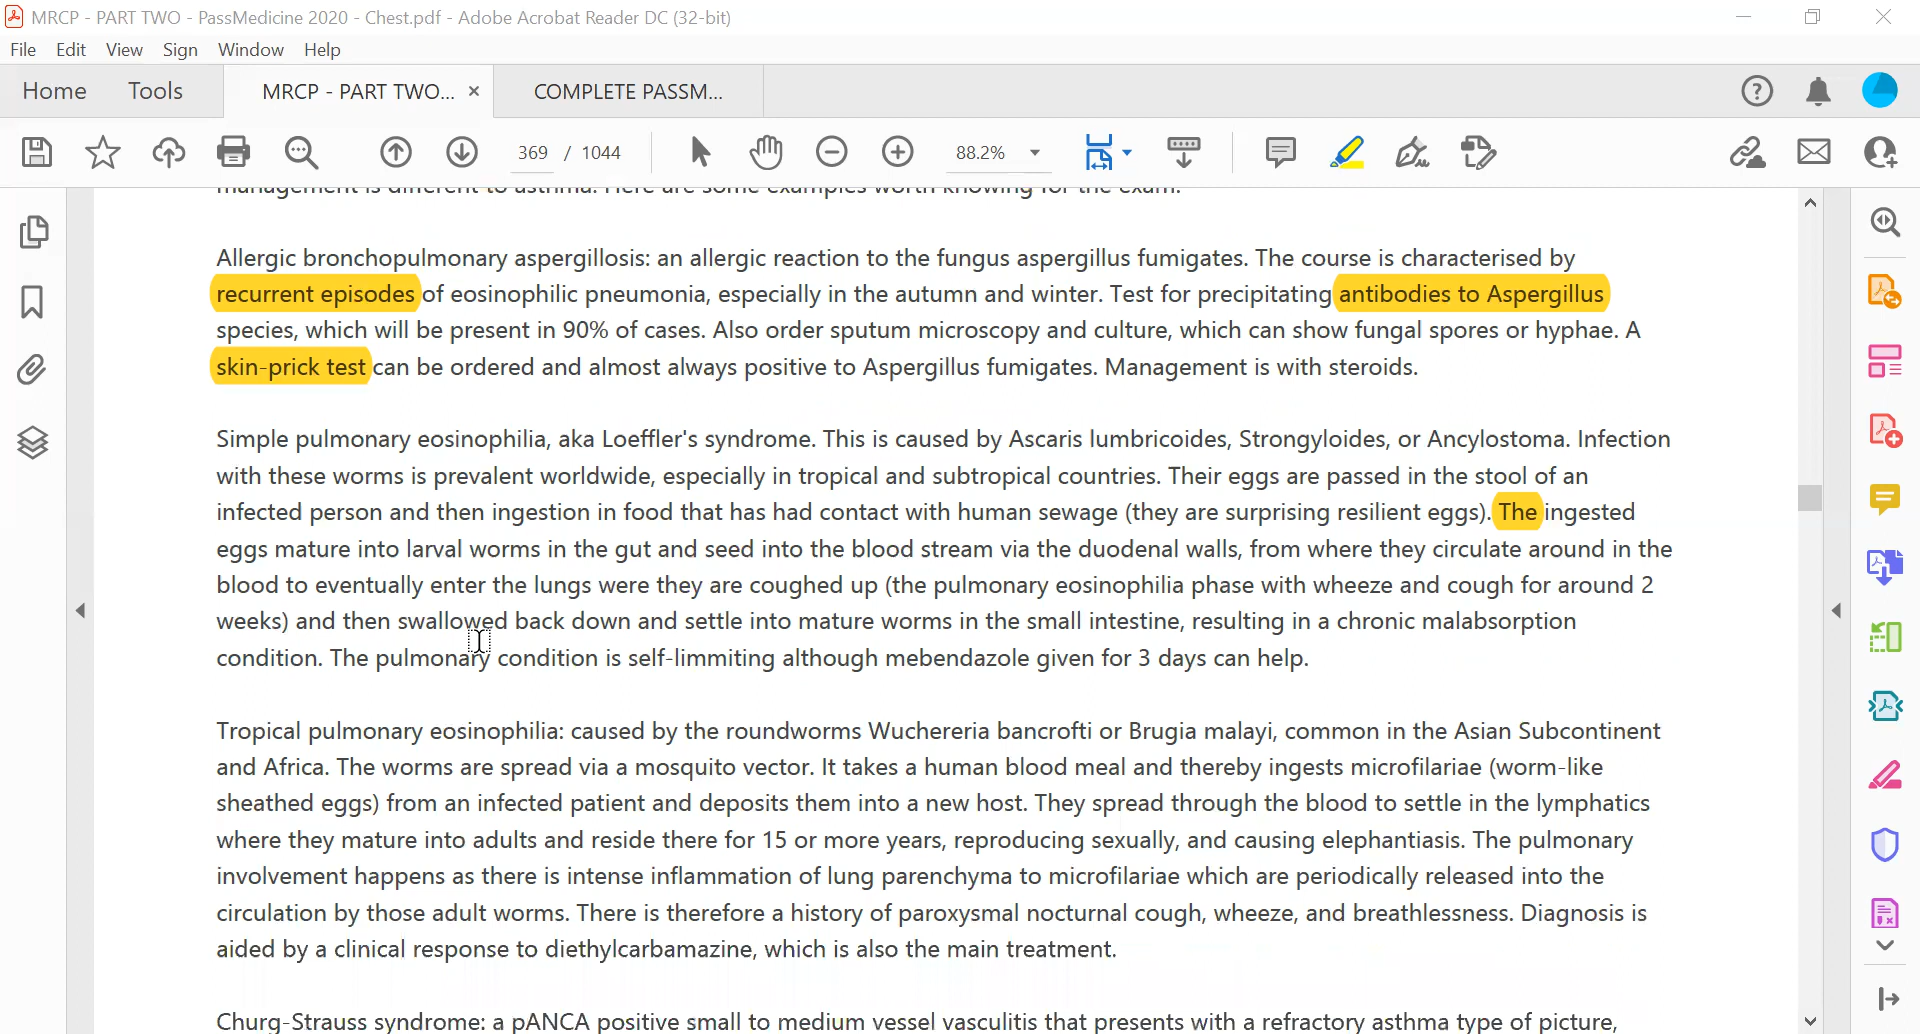 MRCP - PART TWO - PassMedicine 2020 - Chest.pdf - Adobe Acrobat Reader DC (32-bit)
File Edit View Sign Window Help
Home Tools MRCP - PART TWO... × COMPLETE PASSM...
369 / 1044 88.2%
management is different to asthma. Here are some examples worth knowing for the exam.
Allergic bronchopulmonary aspergillosis: an allergic reaction to the fungus aspergillus fumigates. The course is characterised by
recurrent episodes of eosinophilic pneumonia, especially in the autumn and winter. Test for precipitating antibodies to Aspergillus
species, which will be present in 90% of cases. Also order sputum microscopy and culture, which can show fungal spores or hyphae. A
skin-prick test can be ordered and almost always positive to Aspergillus fumigates. Management is with steroids.
Simple pulmonary eosinophilia, aka Loeffler's syndrome. This is caused by Ascaris lumbricoides, Strongyloides, or Ancylostoma. Infection
with these worms is prevalent worldwide, especially in tropical and subtropical countries. Their eggs are passed in the stool of an
infected person and then ingestion in food that has had contact with human sewage (they are surprising resilient eggs). The ingested
eggs mature into larval worms in the gut and seed into the blood stream via the duodenal walls, from where they circulate around in the
blood to eventually enter the lungs were they are coughed up (the pulmonary eosinophilia phase with wheeze and cough for around 2
weeks) and then swallowed back down and settle into mature worms in the small intestine, resulting in a chronic malabsorption
condition. The pulmonary condition is self-limmiting although mebendazole given for 3 days can help.
Tropical pulmonary eosinophilia: caused by the roundworms Wuchereria bancrofti or Brugia malayi, common in the Asian Subcontinent
and Africa. The worms are spread via a mosquito vector. It takes a human blood meal and thereby ingests microfilariae (worm-like
sheathed eggs) from an infected patient and deposits them into a new host. They spread through the blood to settle in the lymphatics
where they mature into adults and reside there for 15 or more years, reproducing sexually, and causing elephantiasis. The pulmonary
involvement happens as there is intense inflammation of lung parenchyma to microfilariae which are periodically released into the
circulation by those adult worms. There is therefore a history of paroxysmal nocturnal cough, wheeze, and breathlessness. Diagnosis is
aided by a clinical response to diethylcarbamazine, which is also the main treatment.
Churg-Strauss syndrome: a pANCA positive small to medium vessel vasculitis that presents with a refractory asthma type of picture,